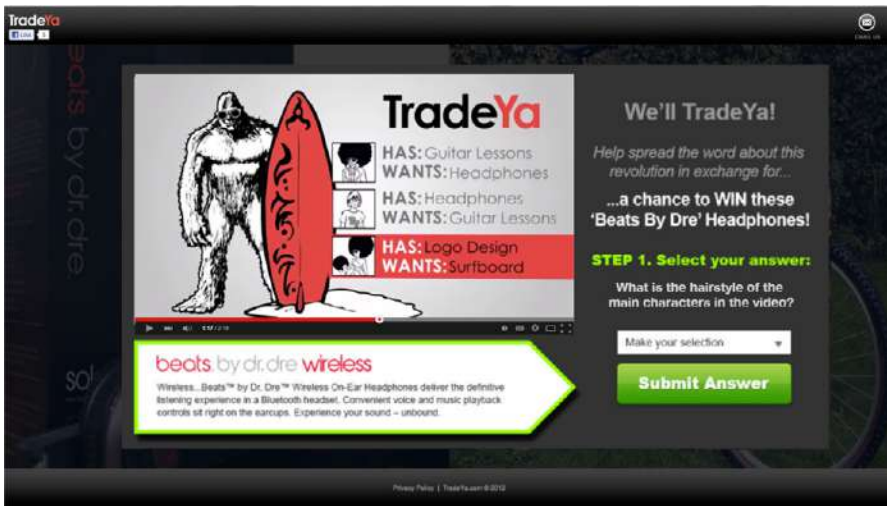 TradeYa
Like
EMAIL US
beats by dr.dre
TradeYa
HAS: Guitar Lessons
WANTS: Headphones
HAS: Headphones
WANTS: Guitar Lessons
HAS: Logo Design
WANTS: Surfboard
beats by dr.dre wireless
Wireless...Beats™ by Dr. Dre™ Wireless On-Ear Headphones deliver the definitive
listening experience in a Bluetooth headset. Convenient voice and music playback
controls sit right on the earcups. Experience your sound – unbound.
We'll TradeYa!
Help spread the word about this
revolution in exchange for...
...a chance to WIN these
'Beats By Dre' Headphones!
STEP 1. Select your answer:
What is the hairstyle of the
main characters in the video?
Make your selection
Submit Answer
Privacy Policy | TradeYa.com © 2012